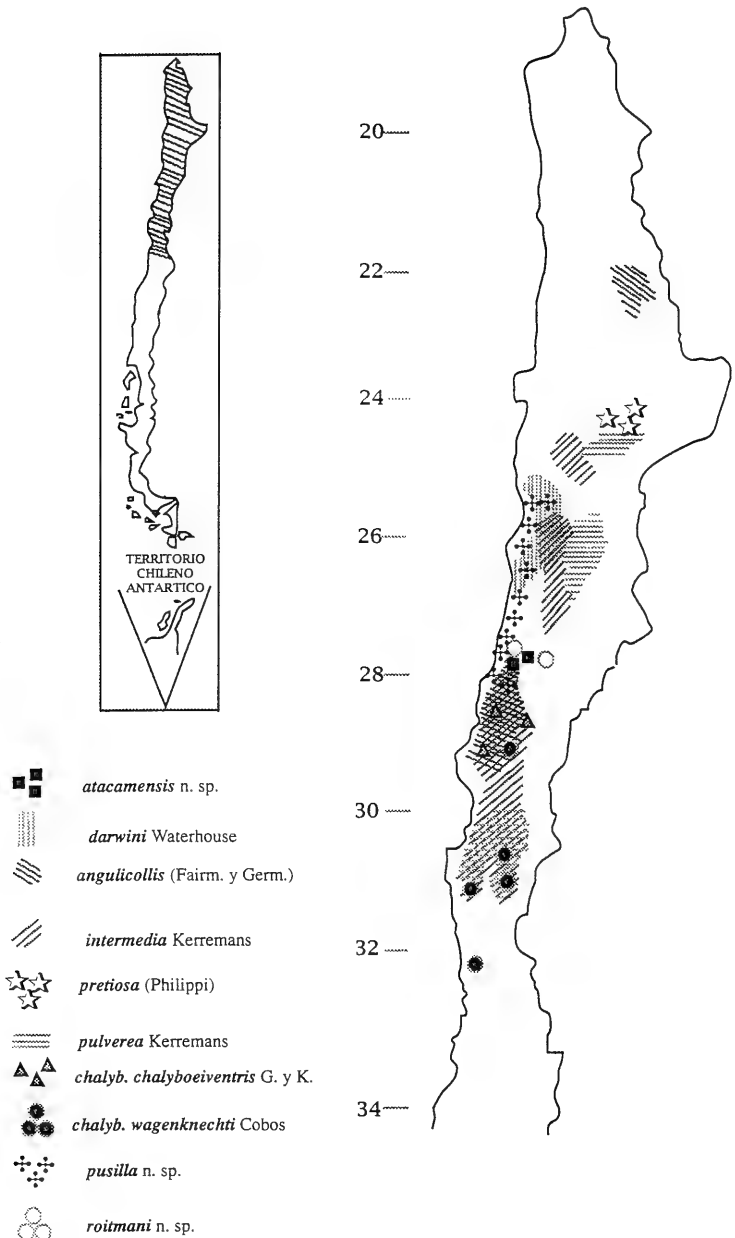 TERRITORIO
CHILENO
ANTARTICO
20
22
24
26
28
30
32
34
atacamensis n. sp.
darwini Waterhouse
angulicollis (Fairm. y Germ.)
intermedia Kerremans
pretiosa (Philippi)
pulverea Kerremans
chalyb. chalyboeiventris G. y K.
chalyb. wagenknechti Cobos
pusilla n. sp.
roitmani n. sp.